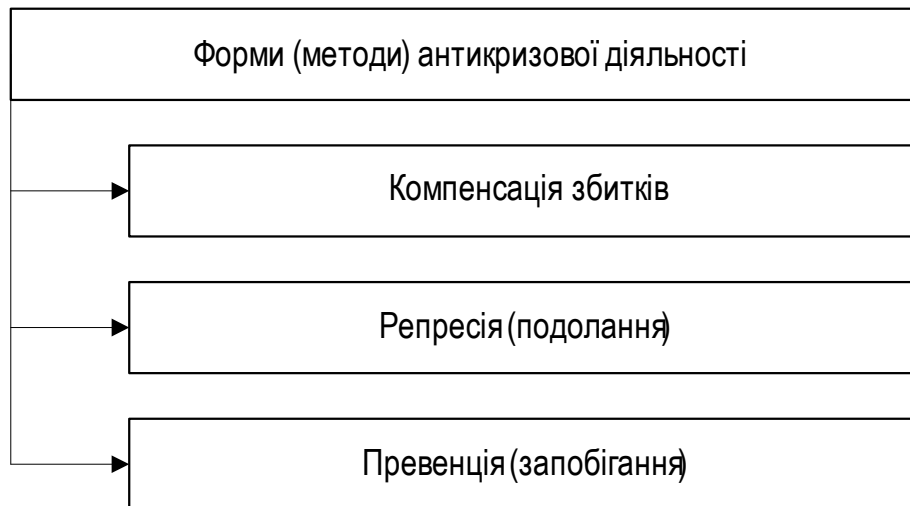 Форми (методи) антикризової діяльності
Компенсація збитків
Репресія (подолання)
Превенція (запобігання)